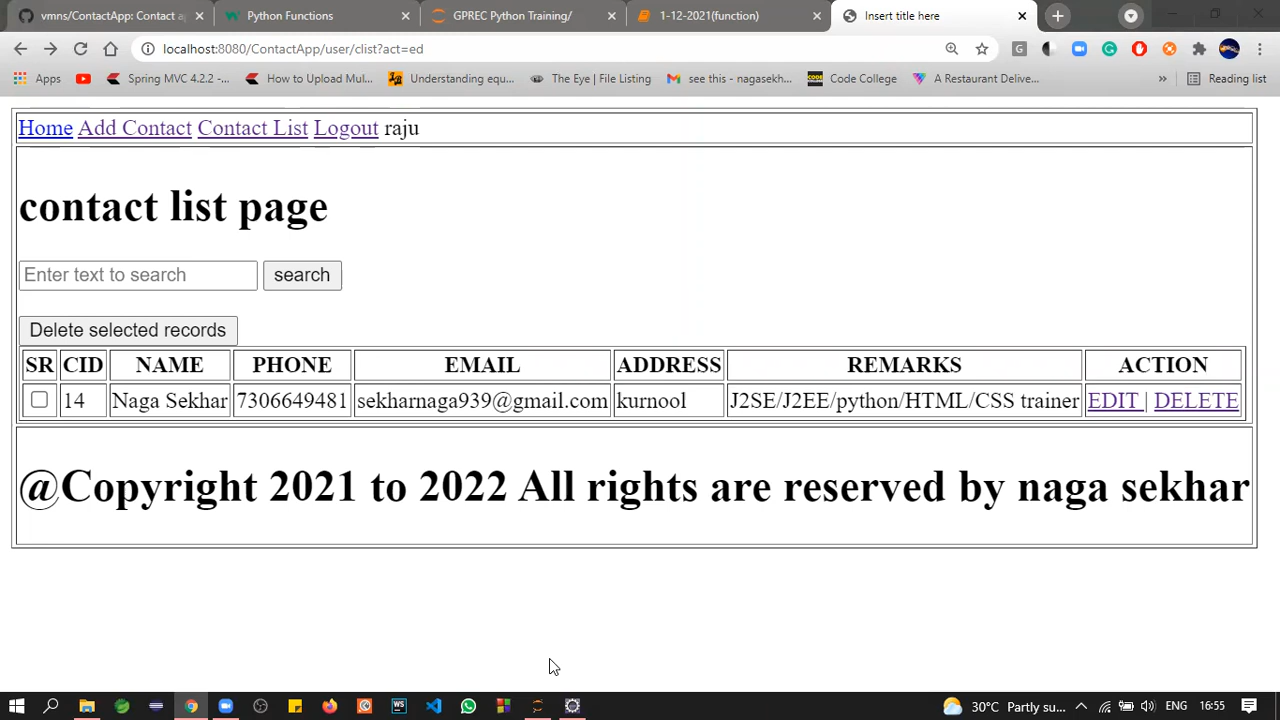 vmns/ContactApp: Contact a
Python Functions
GPREC Python Training/
1-12-2021(function)
Insert title here
localhost:8080/ContactApp/user/clist?act=ed
Apps
Spring MVC 4.2.2 -...
How to Upload Mul...
Understanding equ...
The Eye | File Listing
see this - nagasekh...
Code College
A Restaurant Delive...
»
Reading list
Home Add Contact Contact List Logout raju
contact list page
Enter text to search search
Delete selected records
SR CID NAME PHONE EMAIL ADDRESS REMARKS ACTION
14 Naga Sekhar 7306649481 sekharnaga939@gmail.com kurnool J2SE/J2EE/python/HTML/CSS trainer EDIT | DELETE
@Copyright 2021 to 2022 All rights are reserved by naga sekhar
30°C Partly su... ENG 16:55